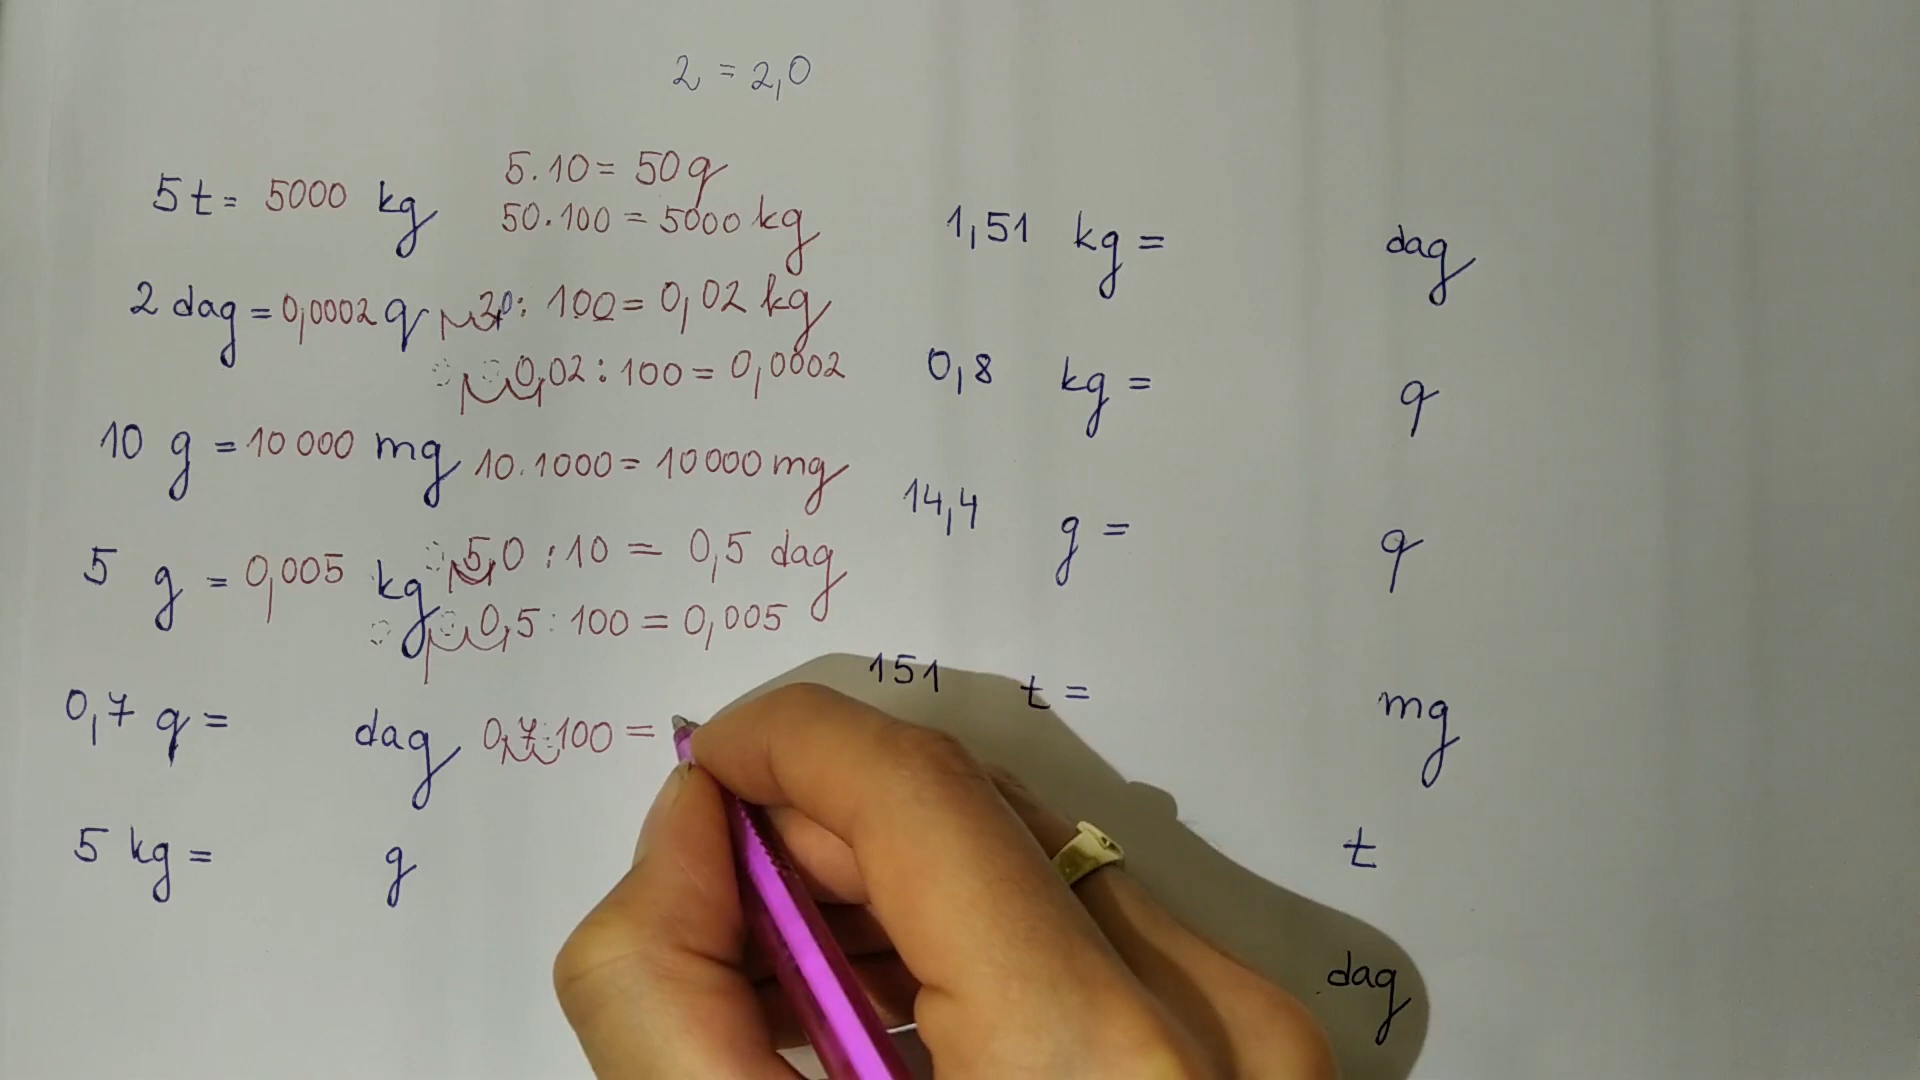 2 = 2,0
5 t = 5000 kg
5 . 10 = 50 q
50 . 100 = 5000 kg
2 dag = 0,0002 q
2,0 : 100 = 0,02 kg
0,02 : 100 = 0,0002
10 g = 10 000 mg
10 . 1000 = 10 000 mg
5 g = 0,005 kg
5,0 : 10 = 0,5 dag
0,5 : 100 = 0,005
0,7 q = dag
0,7 . 100 =
5 kg = g
1,51 kg = dag
0,8 kg = q
14,4 g = q
151 t = mg
t
dag